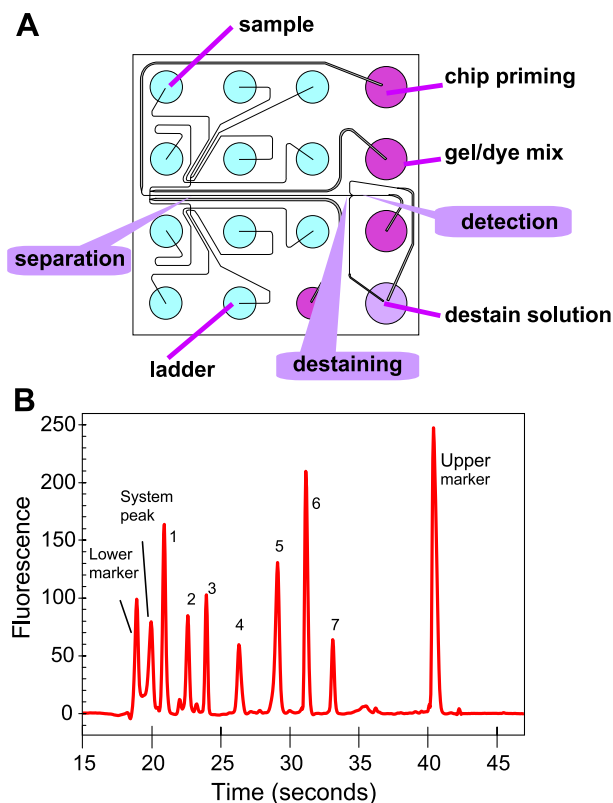 A
sample
chip priming
gel/dye mix
detection
separation
destain solution
ladder
destaining
B
250
200
150
100
50
0
Fluorescence
Lower
marker
System
peak
1
2
3
4
5
6
7
Upper
marker
15 20 25 30 35 40 45
Time (seconds)